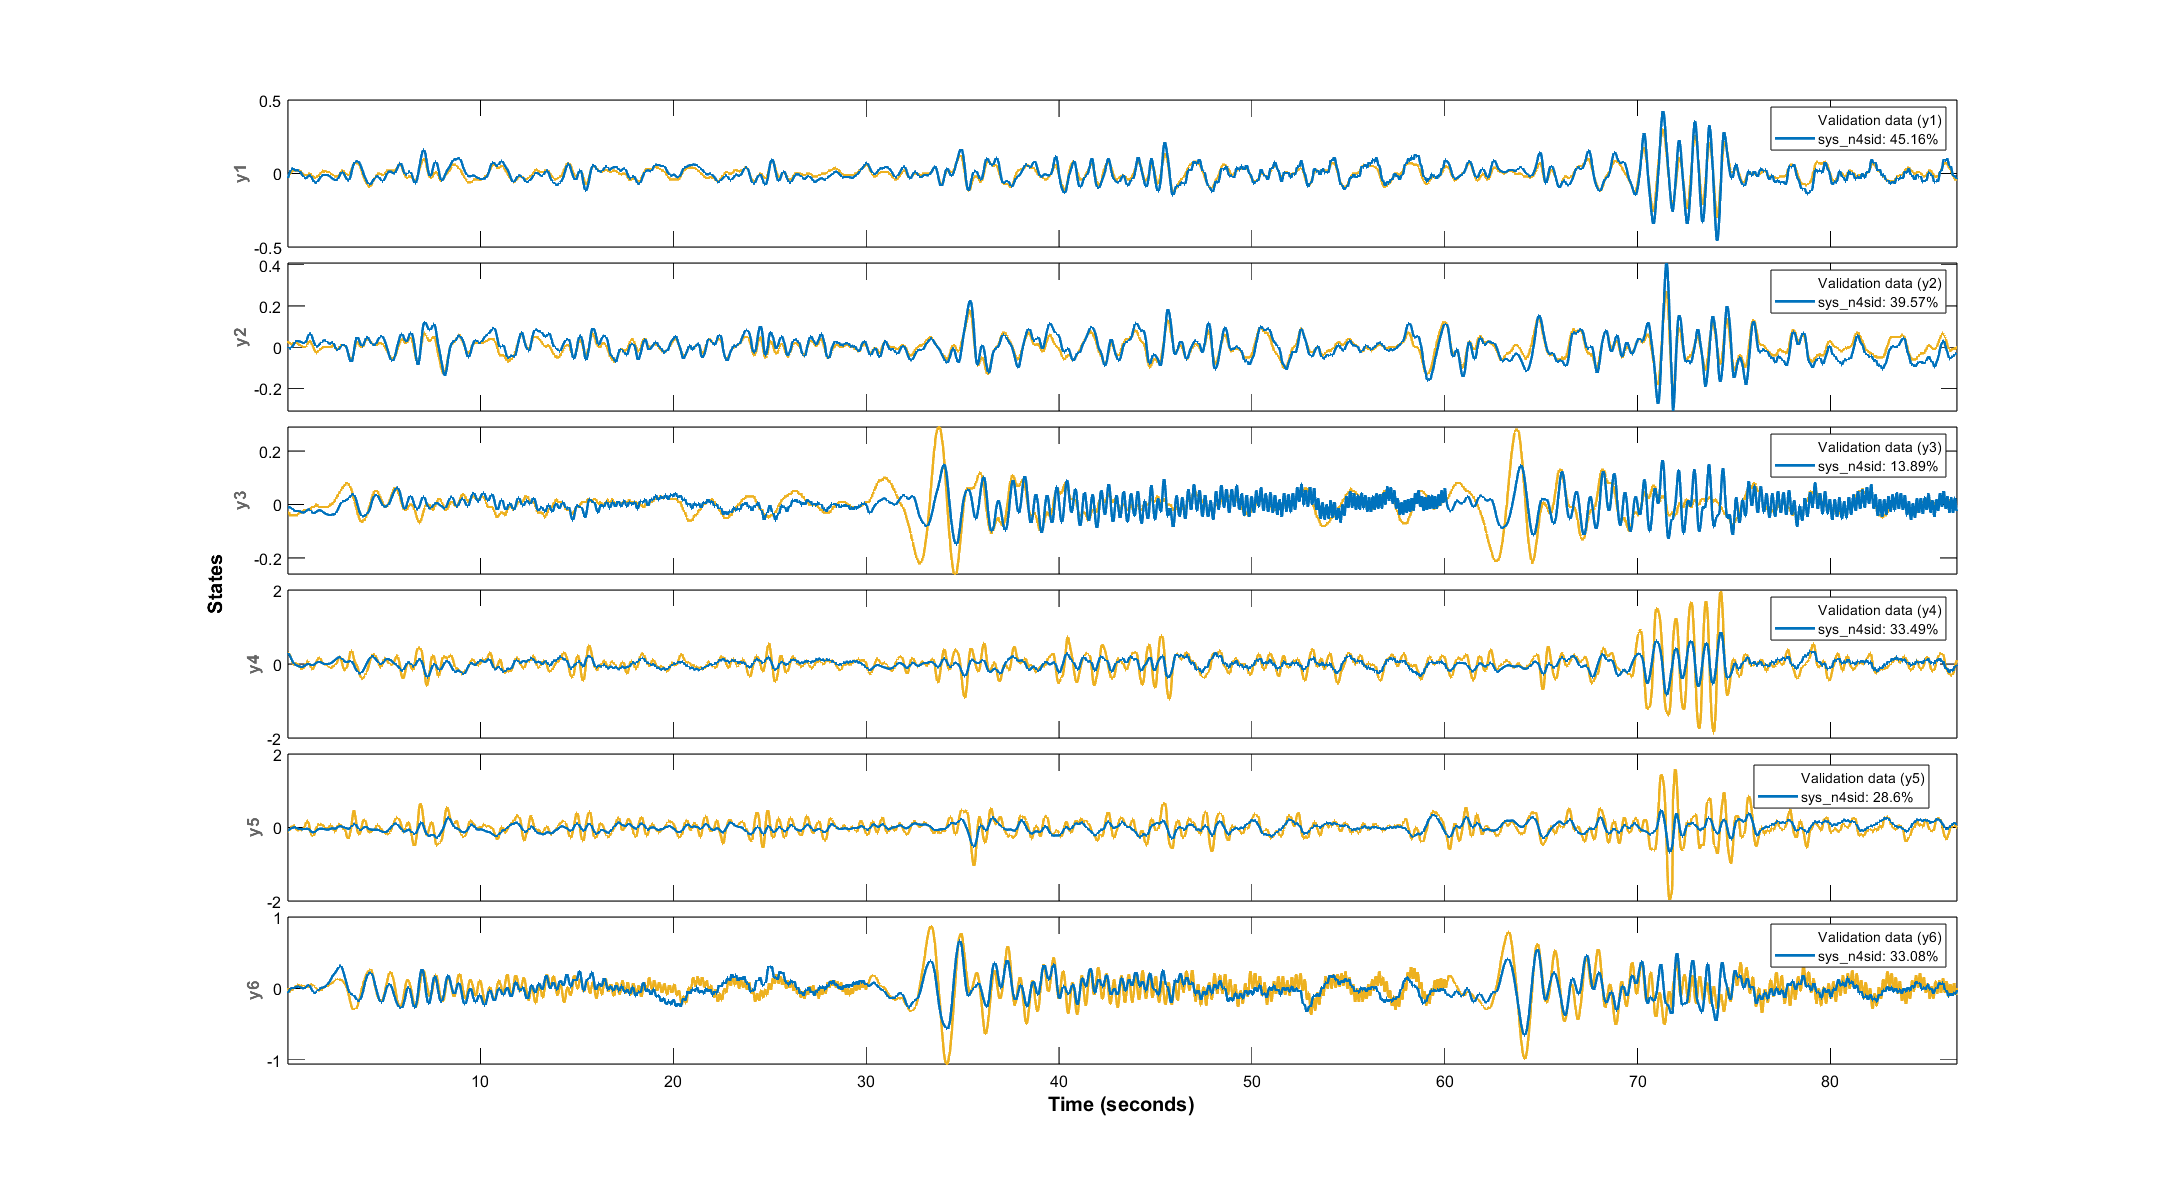 0.5
0
-0.5
y1
Validation data (y1)
sys_n4sid: 45.16%
0.4
0.2
0
-0.2
y2
Validation data (y2)
sys_n4sid: 39.57%
0.2
0
-0.2
y3
Validation data (y3)
sys_n4sid: 13.89%
States
2
0
-2
y4
Validation data (y4)
sys_n4sid: 33.49%
2
0
-2
y5
Validation data (y5)
sys_n4sid: 28.6%
1
0
-1
y6
Validation data (y6)
sys_n4sid: 33.08%
10 20 30 40 50 60 70 80
Time (seconds)